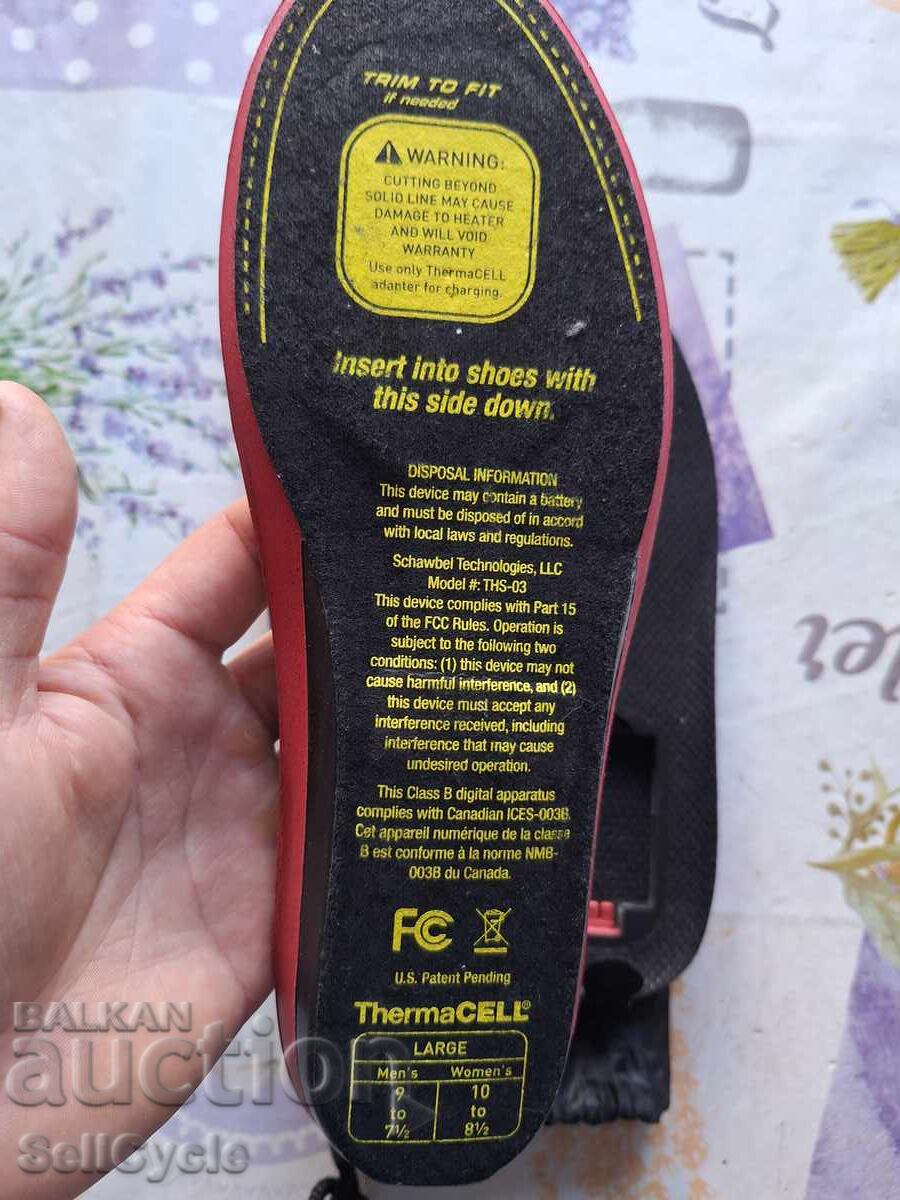 TRIM TO FIT
if needed
WARNING:
CUTTING BEYOND
SOLID LINE MAY CAUSE
DAMAGE TO HEATER
AND WILL VOID
WARRANTY
Use only ThermaCELL
adapter for charging.
Insert into shoes with
this side down.
DISPOSAL INFORMATION
This device may contain a battery
and must be disposed of in accord
with local laws and regulations.
Schawbel Technologies, LLC
Model #: THS-03
This device complies with Part 15
of the FCC Rules. Operation is
subject to the following two
conditions: (1) this device may not
cause harmful interference, and (2)
this device must accept any
interference received, including
interference that may cause
undesired operation.
This Class B digital apparatus
complies with Canadian ICES-003B.
Cet appareil numérique de la classe
B est conforme à la norme NMB-
003B du Canada.
FC
U.S. Patent Pending
ThermaCELL®
LARGE
Men's Women's
9 10
to to
7½ 8½
BALKAN
auction
SellCycle